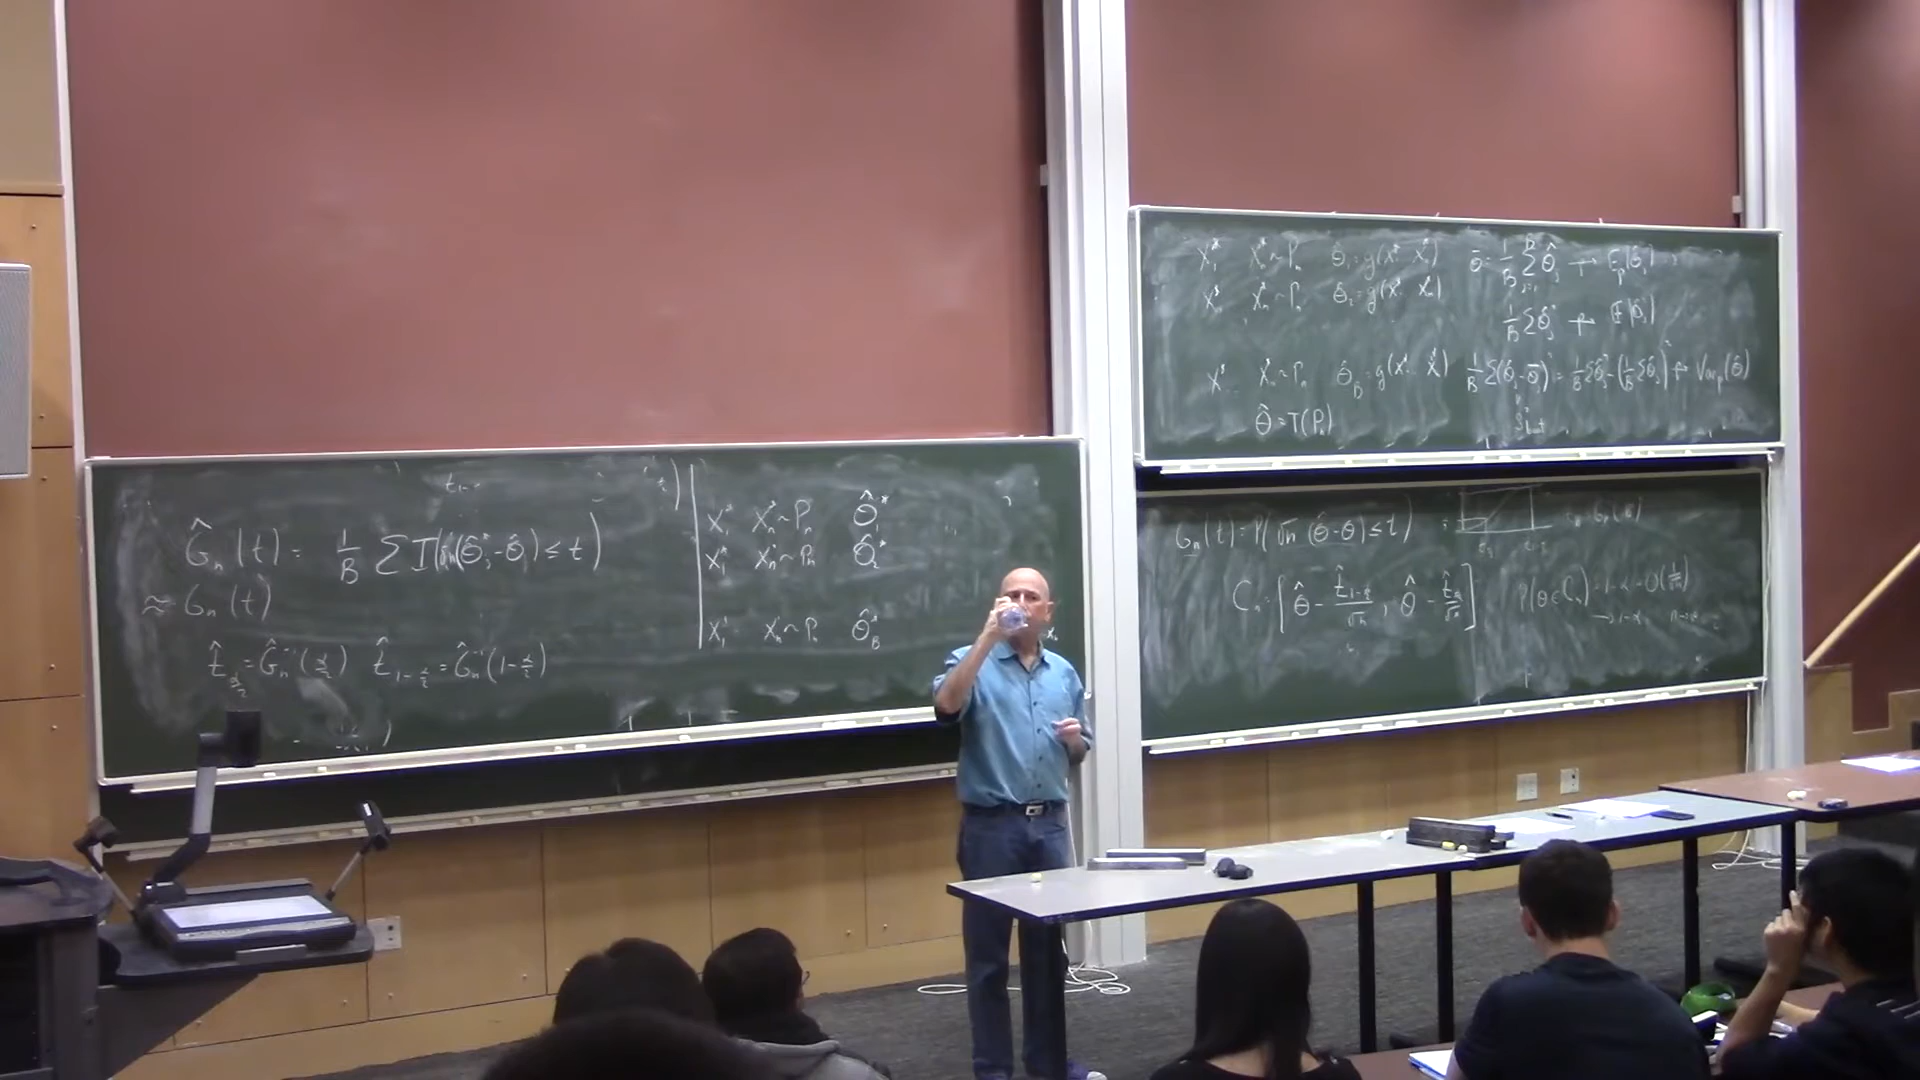 Ĝₙ(t) = 1/B Σ I(√n(θ̂ⱼ* - θ̂) ≤ t)
≈ Gₙ(t)
t̂_{α/2} = Ĝₙ⁻¹(α/2) t̂_{1-α/2} = Ĝₙ⁻¹(1-α/2)
X₁* Xₙ* ~ Pₙ θ̂₁*
X₁* Xₙ* ~ Pₙ θ̂₂*
X₁* Xₙ* ~ Pₙ θ̂_B*
X₁* Xₙ* ~ Pₙ θ̂₁ = g(X₁* Xₙ*) θ̄ = 1/B Σ θ̂ⱼ
X₁* Xₙ* ~ Pₙ θ̂₂ = g(X₁* Xₙ*)
1/B Σ θ̂ⱼ²
X₁* Xₙ* ~ Pₙ θ̂_B = g(X₁* Xₙ*) 1/B Σ(θ̂ⱼ - θ̄)² = 1/B Σθ̂ⱼ² - (1/B Σθ̂ⱼ)² →ᴾ Var_P(θ̂)
θ̂ = T(Pₙ)
Gₙ(t) = P(√n (θ̂ - θ) ≤ t)
Cₙ = [θ̂ - t̂_{1-α/2}/√n, θ̂ - t̂_{α/2}/√n] P(θ ∈ Cₙ) = 1 - α - O(1/√n)
→ 1 - α